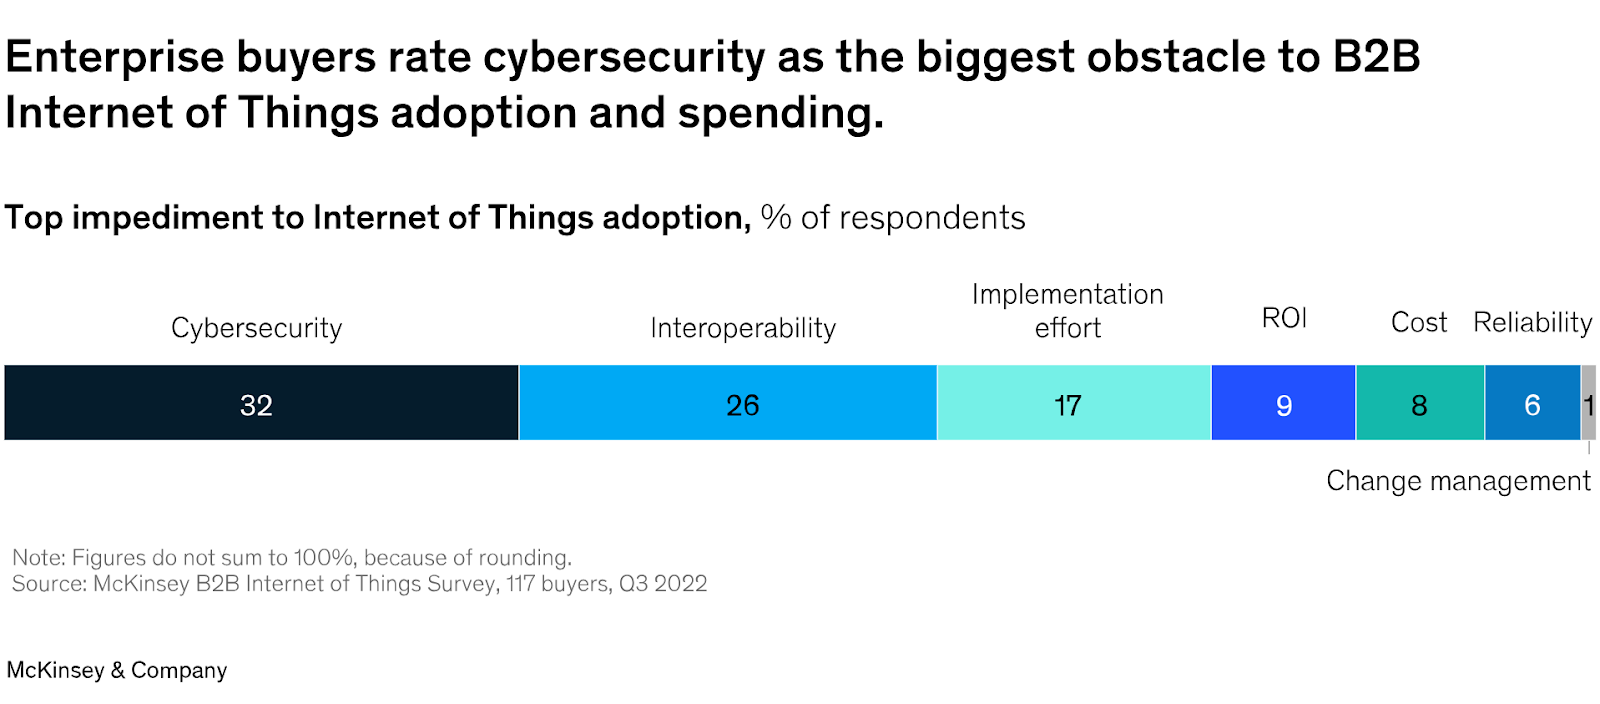 Enterprise buyers rate cybersecurity as the biggest obstacle to B2B
Internet of Things adoption and spending.
Top impediment to Internet of Things adoption, % of respondents
Cybersecurity
Interoperability
Implementation
effort
ROI
Cost
Reliability
32
26
17
9
8
6
1
Change management
Note: Figures do not sum to 100%, because of rounding.
Source: McKinsey B2B Internet of Things Survey, 117 buyers, Q3 2022
McKinsey & Company